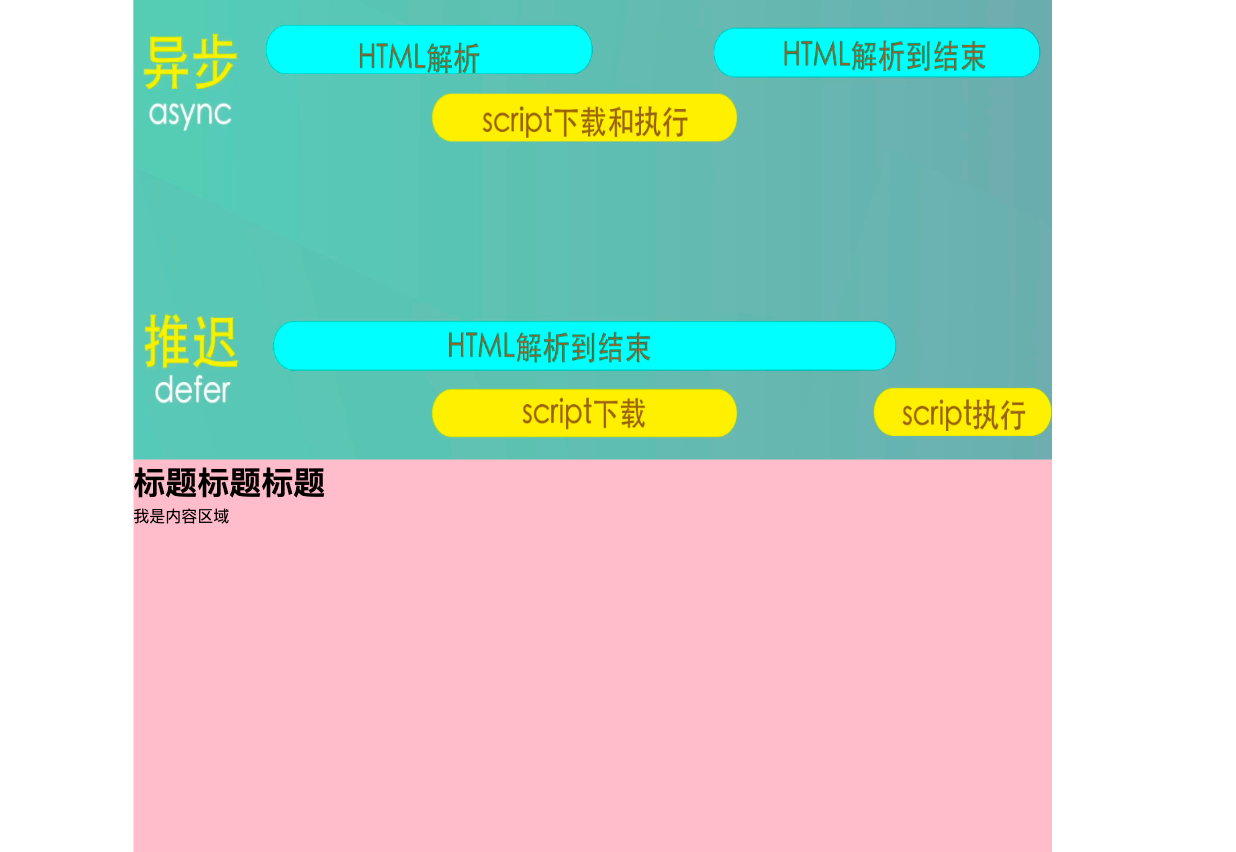 异步
async
HTML解析
HTML解析到结束
script下载和执行
推迟
defer
HTML解析到结束
script下载
script执行
标题标题标题
我是内容区域